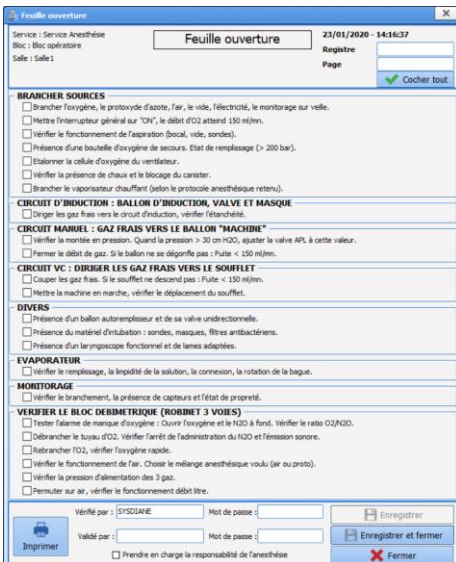 Feuille ouverture
Service : Service Anesthésie
Bloc : Bloc opératoire
Salle : Salle1
Feuille ouverture
23/01/2020 - 14:16:37
Registre
Page
Cocher tout
BRANCHER SOURCES
Brancher l'oxygène, le protoxyde d'azote, l'air, le vide, l'électricité, le monitorage sur veille.
Mettre l'interrupteur général sur "ON", le débit d'O2 atteind 150 ml/mn.
Vérifier le fonctionnement de l'aspiration (bocal, vide, sondes).
Présence d'une bouteille d'oxygène de secours. Etat de remplissage (> 200 bar).
Etalonner la cellule d'oxygène du ventilateur.
Vérifier la présence de chaux et le blocage du canister.
Brancher le vaporisateur chauffant (selon le protocole anesthésique retenu).
CIRCUIT D'INDUCTION : BALLON D'INDUCTION, VALVE ET MASQUE
Diriger les gaz frais vers le circuit d'induction, vérifier l'étanchéité.
CIRCUIT MANUEL : GAZ FRAIS VERS LE BALLON "MACHINE"
Vérifier la montée en pression. Quand la pression > 30 cm H2O, ajuster la valve APL à cette valeur.
Fermer le débit de gaz. Si le ballon ne se dégonfle pas : Fuite < 150 ml/mn.
CIRCUIT VC : DIRIGER LES GAZ FRAIS VERS LE SOUFFLET
Couper les gaz frais. Si le soufflet ne descend pas : Fuite < 150 ml/mn.
Mettre la machine en marche, vérifier le déplacement du soufflet.
DIVERS
Présence d'un ballon autoremplisseur et de sa valve unidirectionnelle.
Présence du matériel d'intubation : sondes, masques, filtres antibactériens.
Présence d'un laryngoscope fonctionnel et de lames adaptées.
EVAPORATEUR
Vérifier le remplissage, la limpidité de la solution, la connexion, la rotation de la bague.
MONITORAGE
Vérifier le branchement, la présence de capteurs et l'état de propreté.
VERIFIER LE BLOC DEBIMETRIQUE (ROBINET 3 VOIES)
Tester l'alarme de manque d'oxygène : Ouvrir l'oxygène et le N2O à fond. Vérifier le ratio O2/N2O.
Débrancher le tuyau d'O2. Vérifier l'arrêt de l'administration du N2O et l'émission sonore.
Rebrancher l'O2, vérifier l'oxygène rapide.
Vérifier le fonctionnement de l'air. Choisir le mélange anesthésique voulu (air ou proto).
Vérifier la pression d'alimentation des 3 gaz.
Permuter sur air, vérifier le fonctionnement débit litre.
Imprimer
Vérifié par : SYSDIANE Mot de passe :
Enregistrer
Validé par : Mot de passe :
Enregistrer et fermer
Prendre en charge la responsabilité de l'anesthésie
Fermer